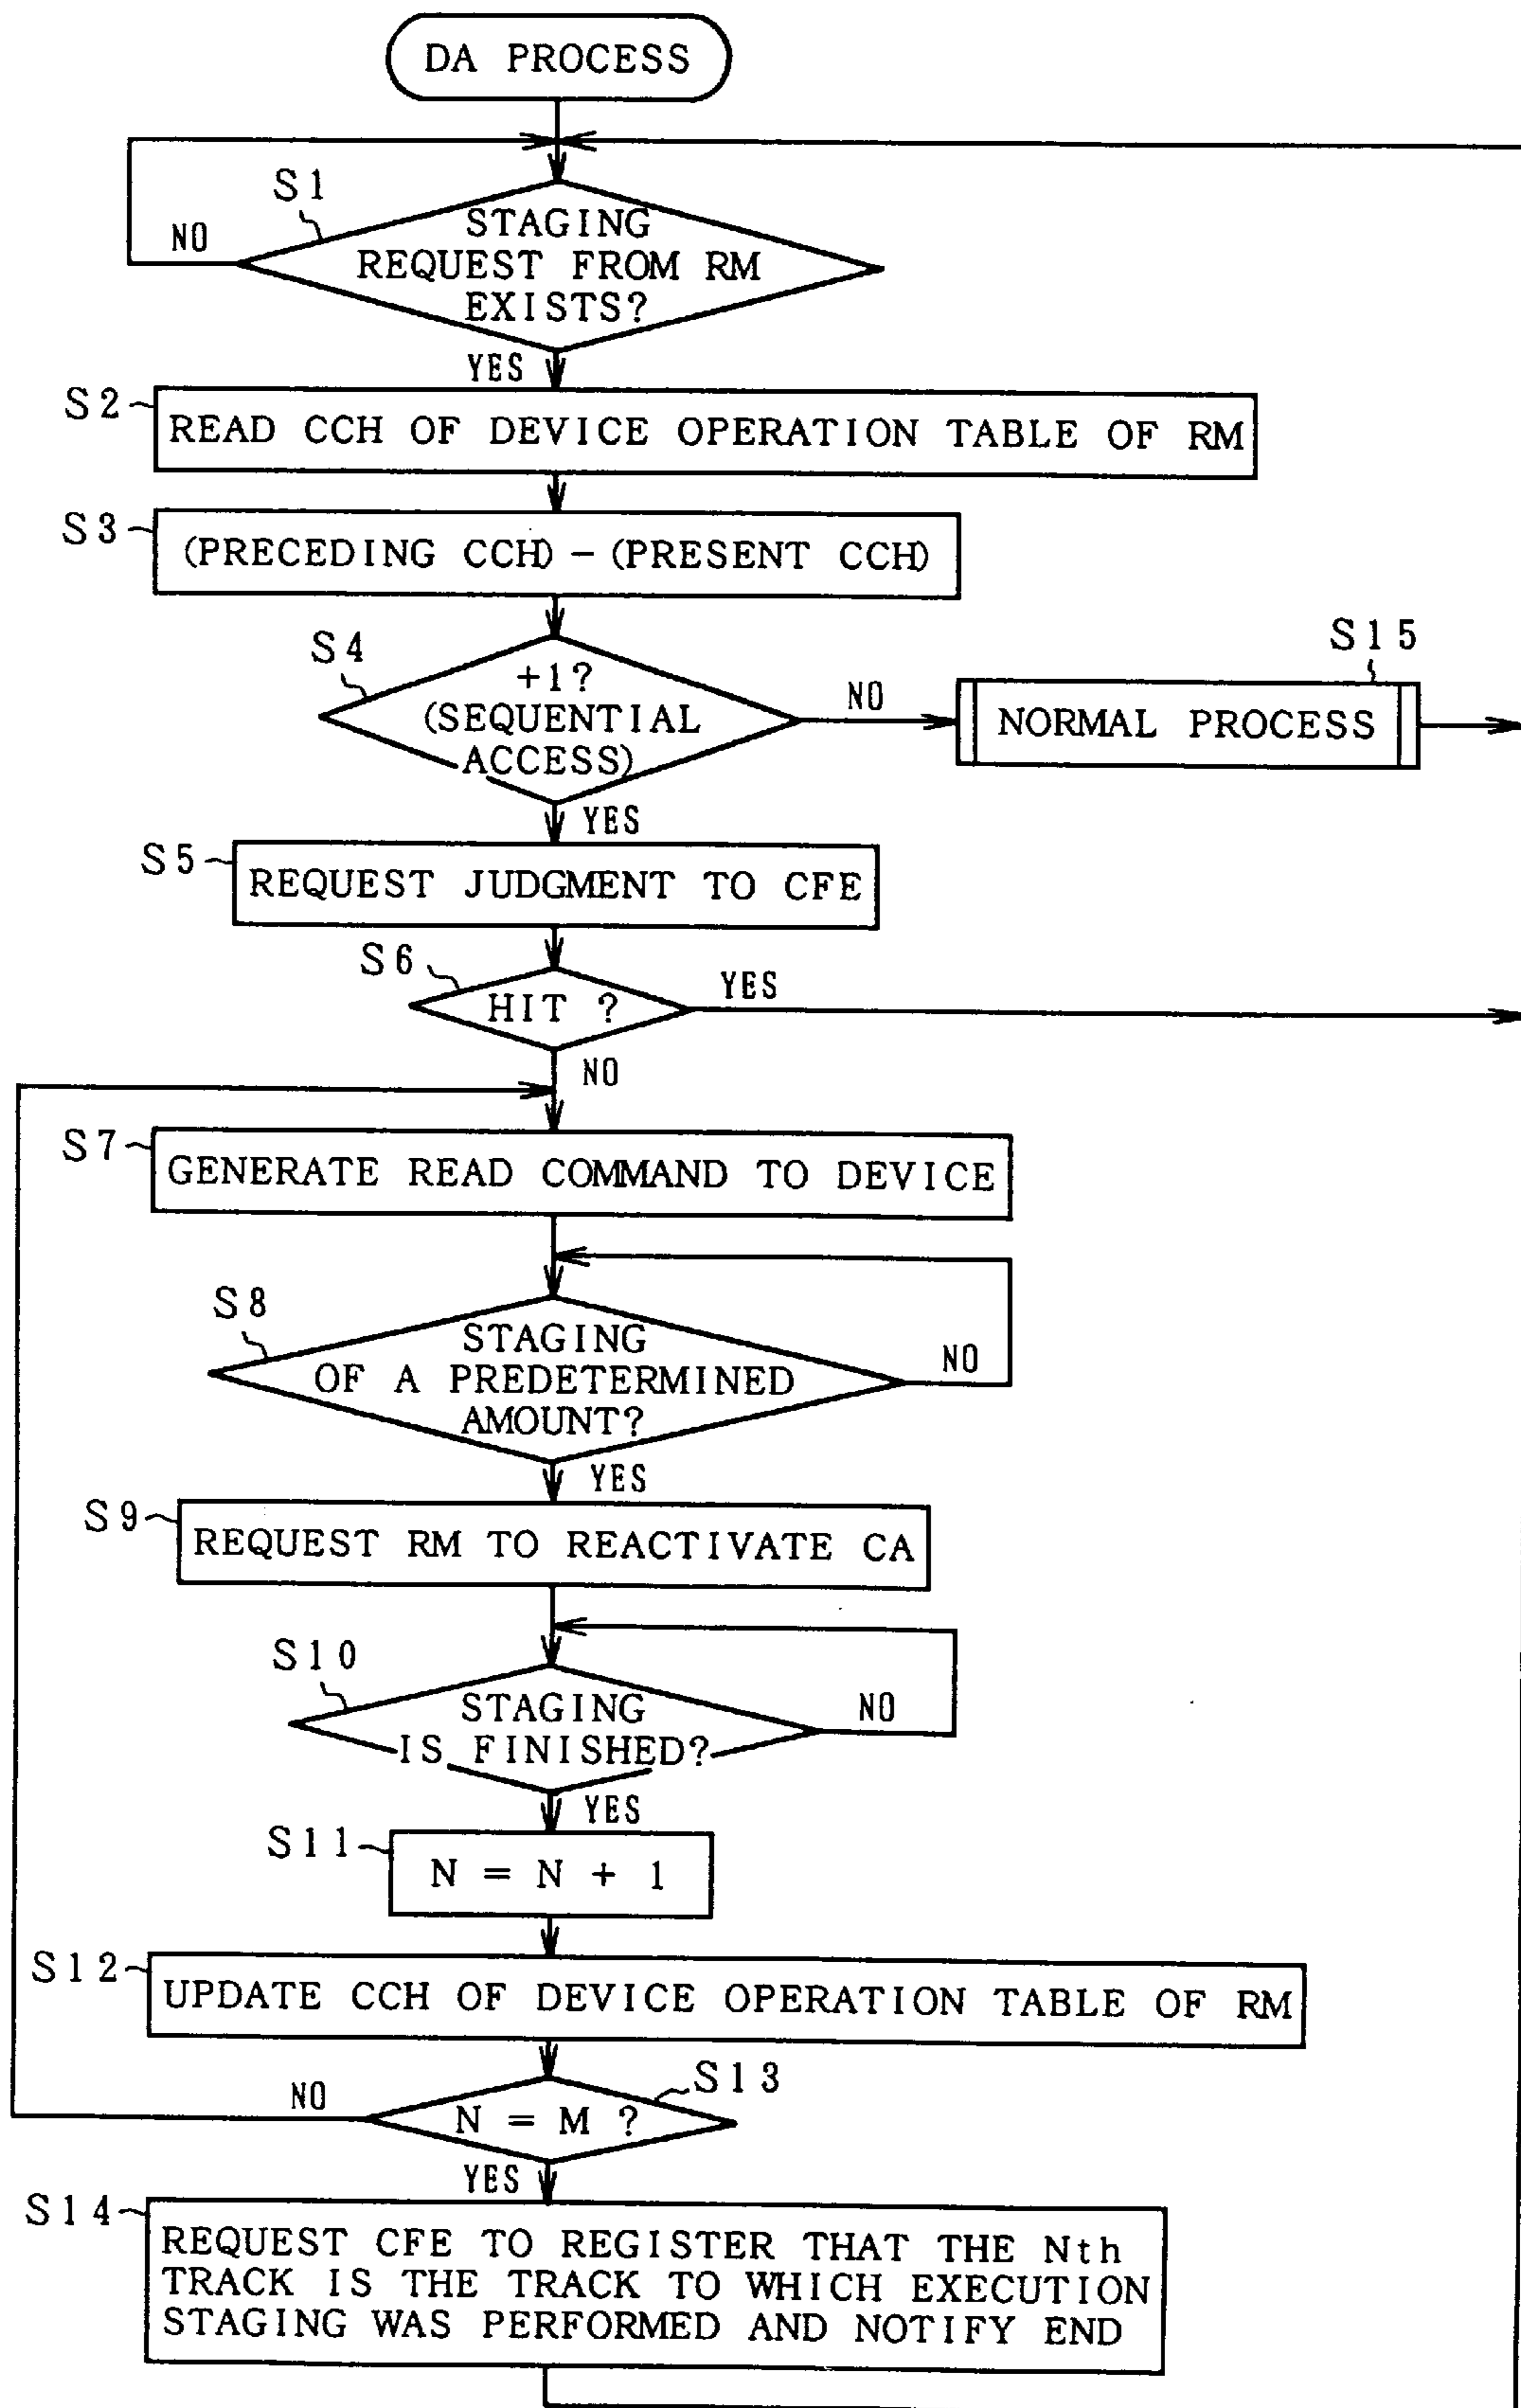 DA PROCESS
S1
STAGING
REQUEST FROM RM
EXISTS?
NO
YES
S2
READ CCH OF DEVICE OPERATION TABLE OF RM
S3
(PRECEDING CCH) - (PRESENT CCH)
S4
+1?
(SEQUENTIAL
ACCESS)
NO
S15
NORMAL PROCESS
YES
S5
REQUEST JUDGMENT TO CFE
S6
HIT ?
YES
NO
S7
GENERATE READ COMMAND TO DEVICE
S8
STAGING
OF A PREDETERMINED
AMOUNT?
NO
YES
S9
REQUEST RM TO REACTIVATE CA
S10
STAGING
IS FINISHED?
NO
YES
S11
N = N + 1
S12
UPDATE CCH OF DEVICE OPERATION TABLE OF RM
S13
N = M ?
NO
YES
S14
REQUEST CFE TO REGISTER THAT THE Nth
TRACK IS THE TRACK TO WHICH EXECUTION
STAGING WAS PERFORMED AND NOTIFY END